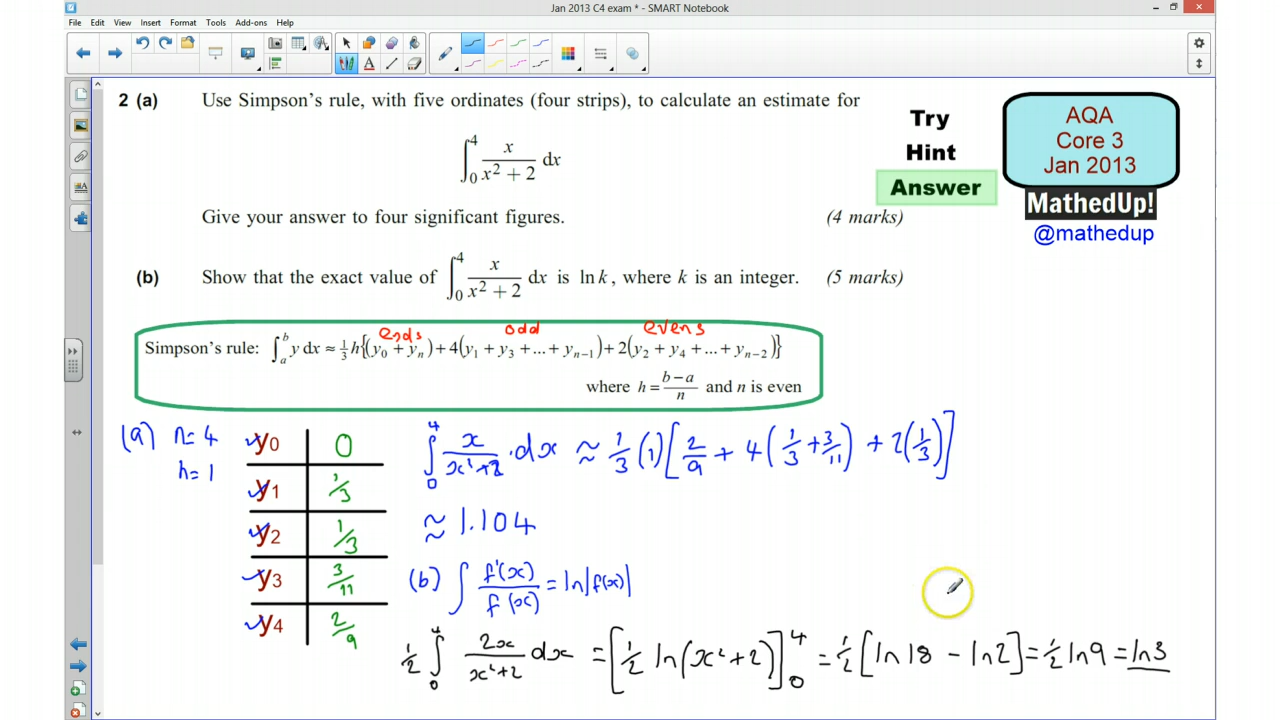 Jan 2013 C4 exam * - SMART Notebook
File Edit View Insert Format Tools Add-ons Help
2 (a) Use Simpson's rule, with five ordinates (four strips), to calculate an estimate for
∫₀⁴ x/(x² + 2) dx
Give your answer to four significant figures. (4 marks)
(b) Show that the exact value of ∫₀⁴ x/(x² + 2) dx is ln k, where k is an integer. (5 marks)
Try
Hint
Answer
AQA
Core 3
Jan 2013
MathedUp!
@mathedup
ends odd evens
Simpson's rule: ∫ₐᵇ y dx ≈ ⅓h{(y₀ + yₙ) + 4(y₁ + y₃ + ... + yₙ₋₁) + 2(y₂ + y₄ + ... + yₙ₋₂)}
where h = (b − a)/n and n is even
(a) n=4
h=1
y0 0
y1 1/3
y2 1/3
y3 3/11
y4 2/9
∫₀⁴ x/(x²+2) · dx ≈ 1/3 (1) [2/9 + 4(1/3 + 3/11) + 2(1/3)]
≈ 1.104
(b) ∫ f'(x)/f(x) = ln|f(x)|
1/2 ∫₀⁴ 2x/(x²+2) dx = [1/2 ln(x²+2)]₀⁴ = 1/2 [ln 18 − ln 2] = 1/2 ln 9 = ln 3